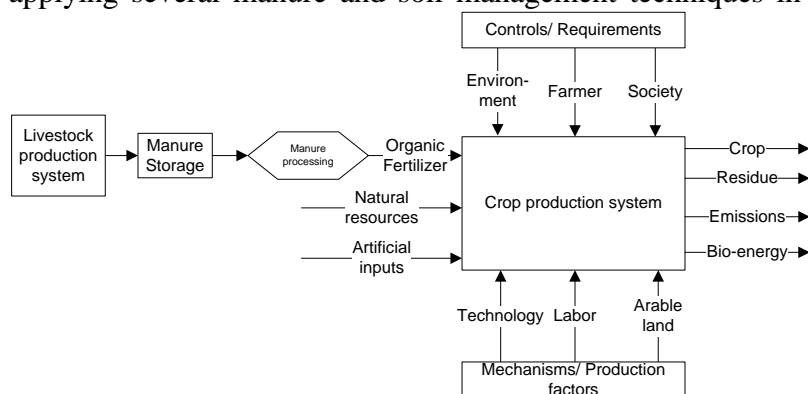 applying several manure and soil management techniques in
Controls/ Requirements
Environ-
ment
Farmer
Society
Livestock
production
system
Manure
Storage
Manure
processing
Organic
Fertilizer
Natural
resources
Artificial
inputs
Crop production system
Crop
Residue
Emissions
Bio-energy
Technology
Labor
Arable
land
Mechanisms/ Production
factors